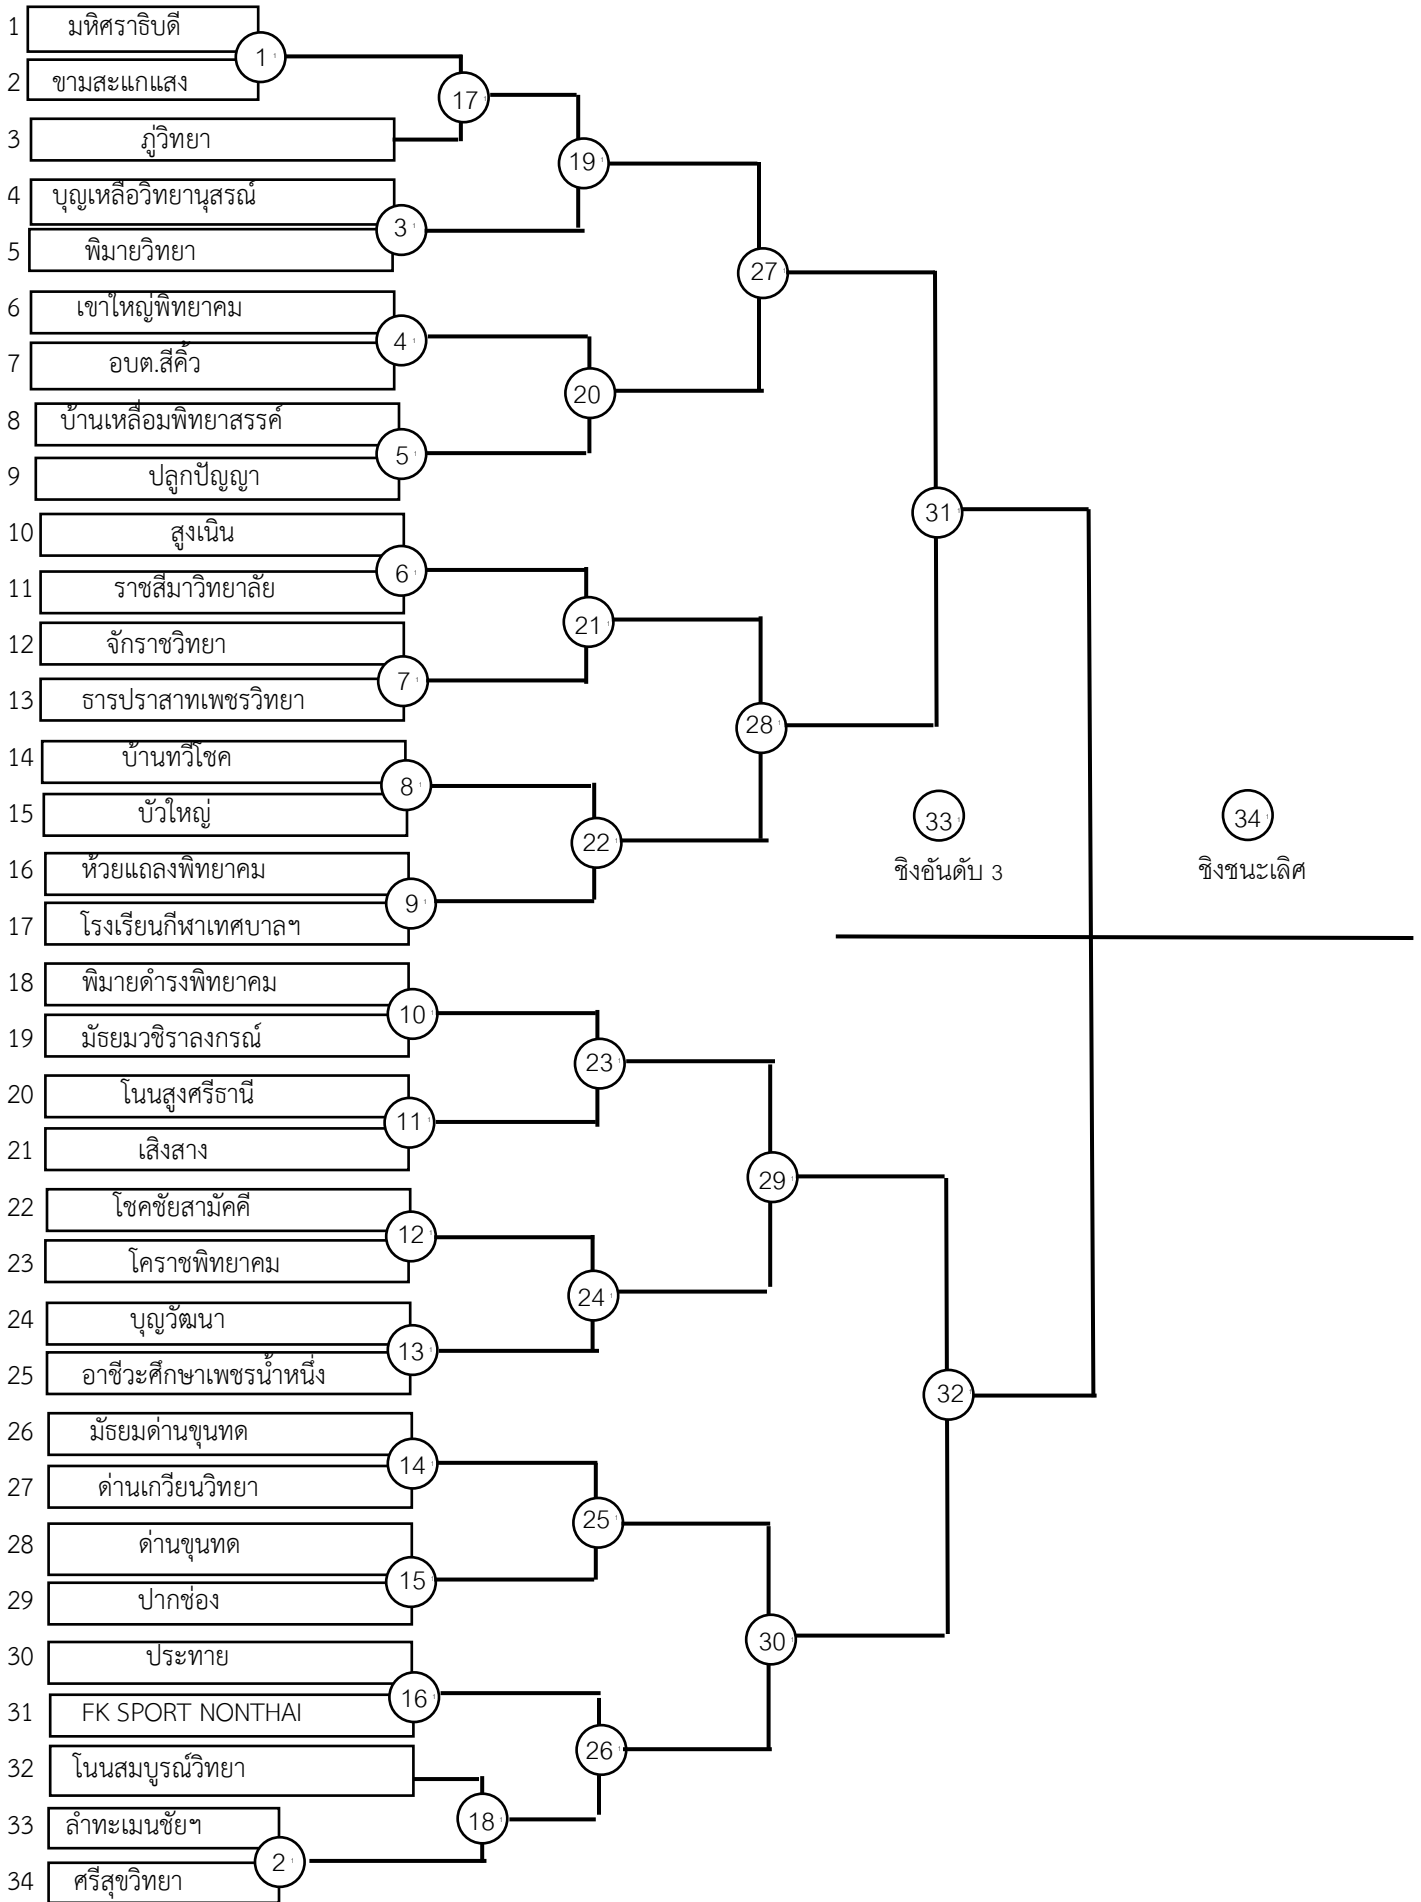 1 มหิศราธิบดี
1
2 ขามสะแกแสง
17
3 ภู่วิทยา
19
4 บุญเหลือวิทยานุสรณ์
3
5 พิมายวิทยา
27
6 เขาใหญ่พิทยาคม
4
7 อบต.สีคิ้ว
20
8 บ้านเหลื่อมพิทยาสรรค์
5
9 ปลูกปัญญา
31
10 สูงเนิน
6
11 ราชสีมาวิทยาลัย
21
12 จักราชวิทยา
7
13 ธารปราสาทเพชรวิทยา
28
14 บ้านทวีโชค
8
15 บัวใหญ่
33
34
22
16 ห้วยแถลงพิทยาคม
ชิงอันดับ 3
ชิงชนะเลิศ
9
17 โรงเรียนกีฬาเทศบาลฯ
18 พิมายดำรงพิทยาคม
10
19 มัธยมวชิราลงกรณ์
23
20 โนนสูงศรีธานี
11
21 เสิงสาง
29
22 โชคชัยสามัคคี
12
23 โคราชพิทยาคม
24
24 บุญวัฒนา
13
25 อาชีวะศึกษาเพชรน้ำหนึ่ง
32
26 มัธยมด่านขุนทด
14
27 ด่านเกวียนวิทยา
25
28 ด่านขุนทด
15
29 ปากช่อง
30
30 ประทาย
16
31 FK SPORT NONTHAI
26
32 โนนสมบูรณ์วิทยา
18
33 ลำทะเมนชัยฯ
2
34 ศรีสุขวิทยา